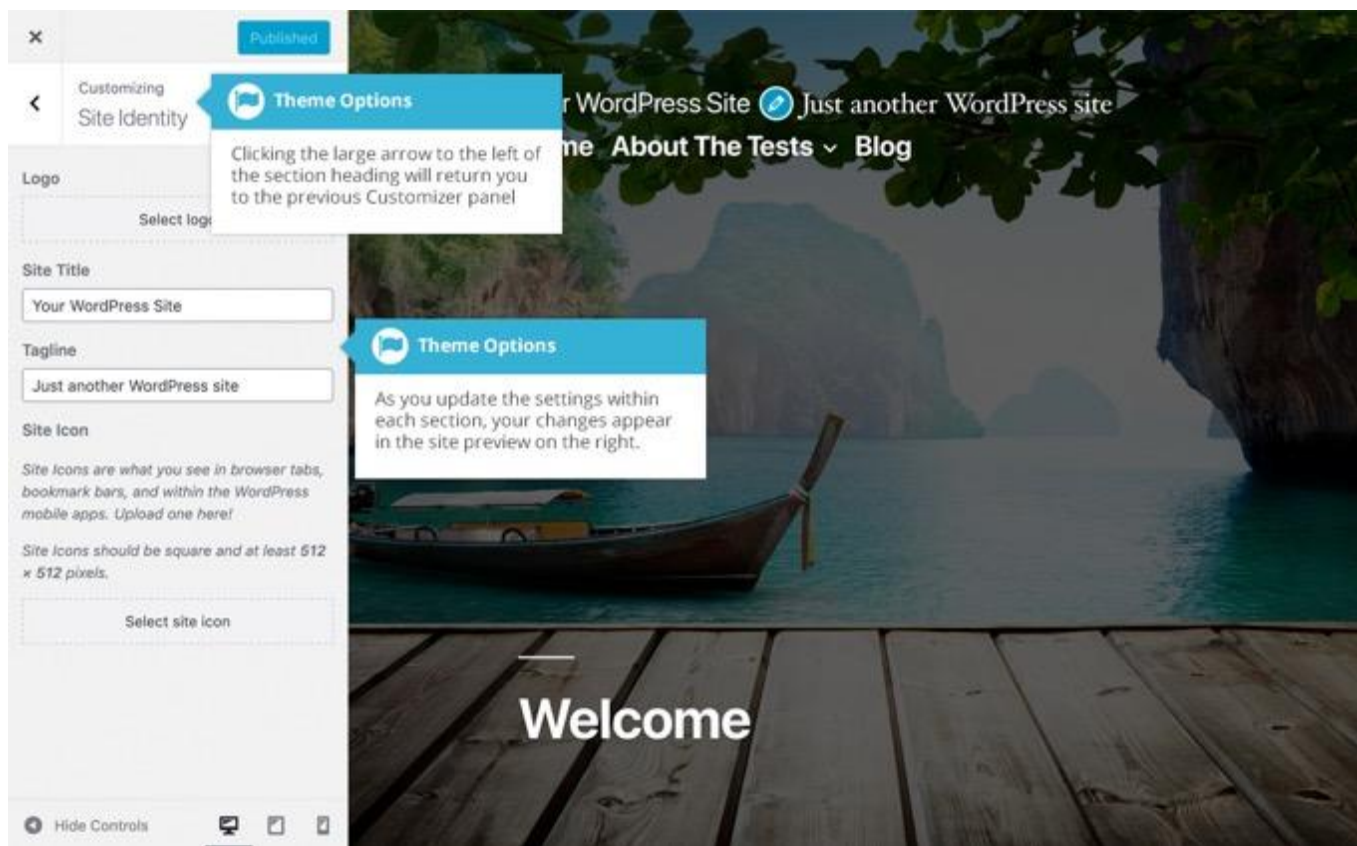 Published
Customizing
Site Identity
Theme Options
Clicking the large arrow to the left of
the section heading will return you
to the previous Customizer panel
r WordPress Site Just another WordPress site
me About The Tests Blog
Logo
Select logo
Site Title
Your WordPress Site
Tagline
Just another WordPress site
Theme Options
As you update the settings within
each section, your changes appear
in the site preview on the right.
Site Icon
Site Icons are what you see in browser tabs,
bookmark bars, and within the WordPress
mobile apps. Upload one here!
Site Icons should be square and at least 512
× 512 pixels.
Select site icon
Welcome
Hide Controls